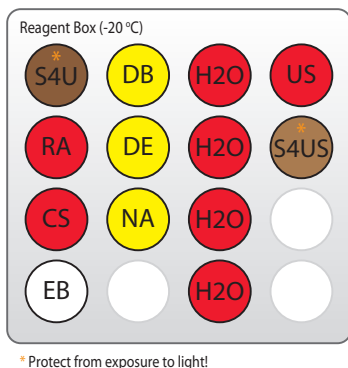 Reagent Box (-20 °C)
* *
S4U DB H2O US
RA DE H2O S4US
CS NA H2O
EB H2O
* Protect from exposure to light!